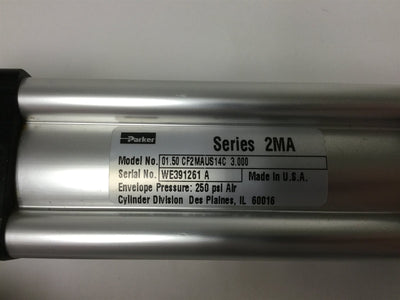 Parker
Series 2MA
Model No. 01.50 CF2MAUS14C 3.000
Serial No. WE391261 A Made in U.S.A.
Envelope Pressure: 250 psi Air
Cylinder Division Des Plaines, IL 60016